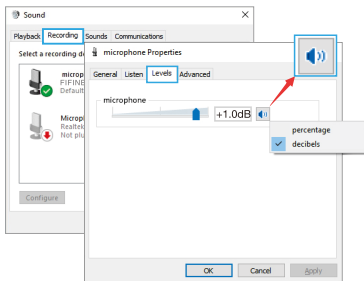 Sound
Playback Recording Sounds Communications
Select a recording d
microp
FIFINE
Default
Microp
Realtek
Not plu
Configure
microphone Properties
General Listen Levels Advanced
microphone
+1.0dB
percentage
decibels
OK Cancel Apply